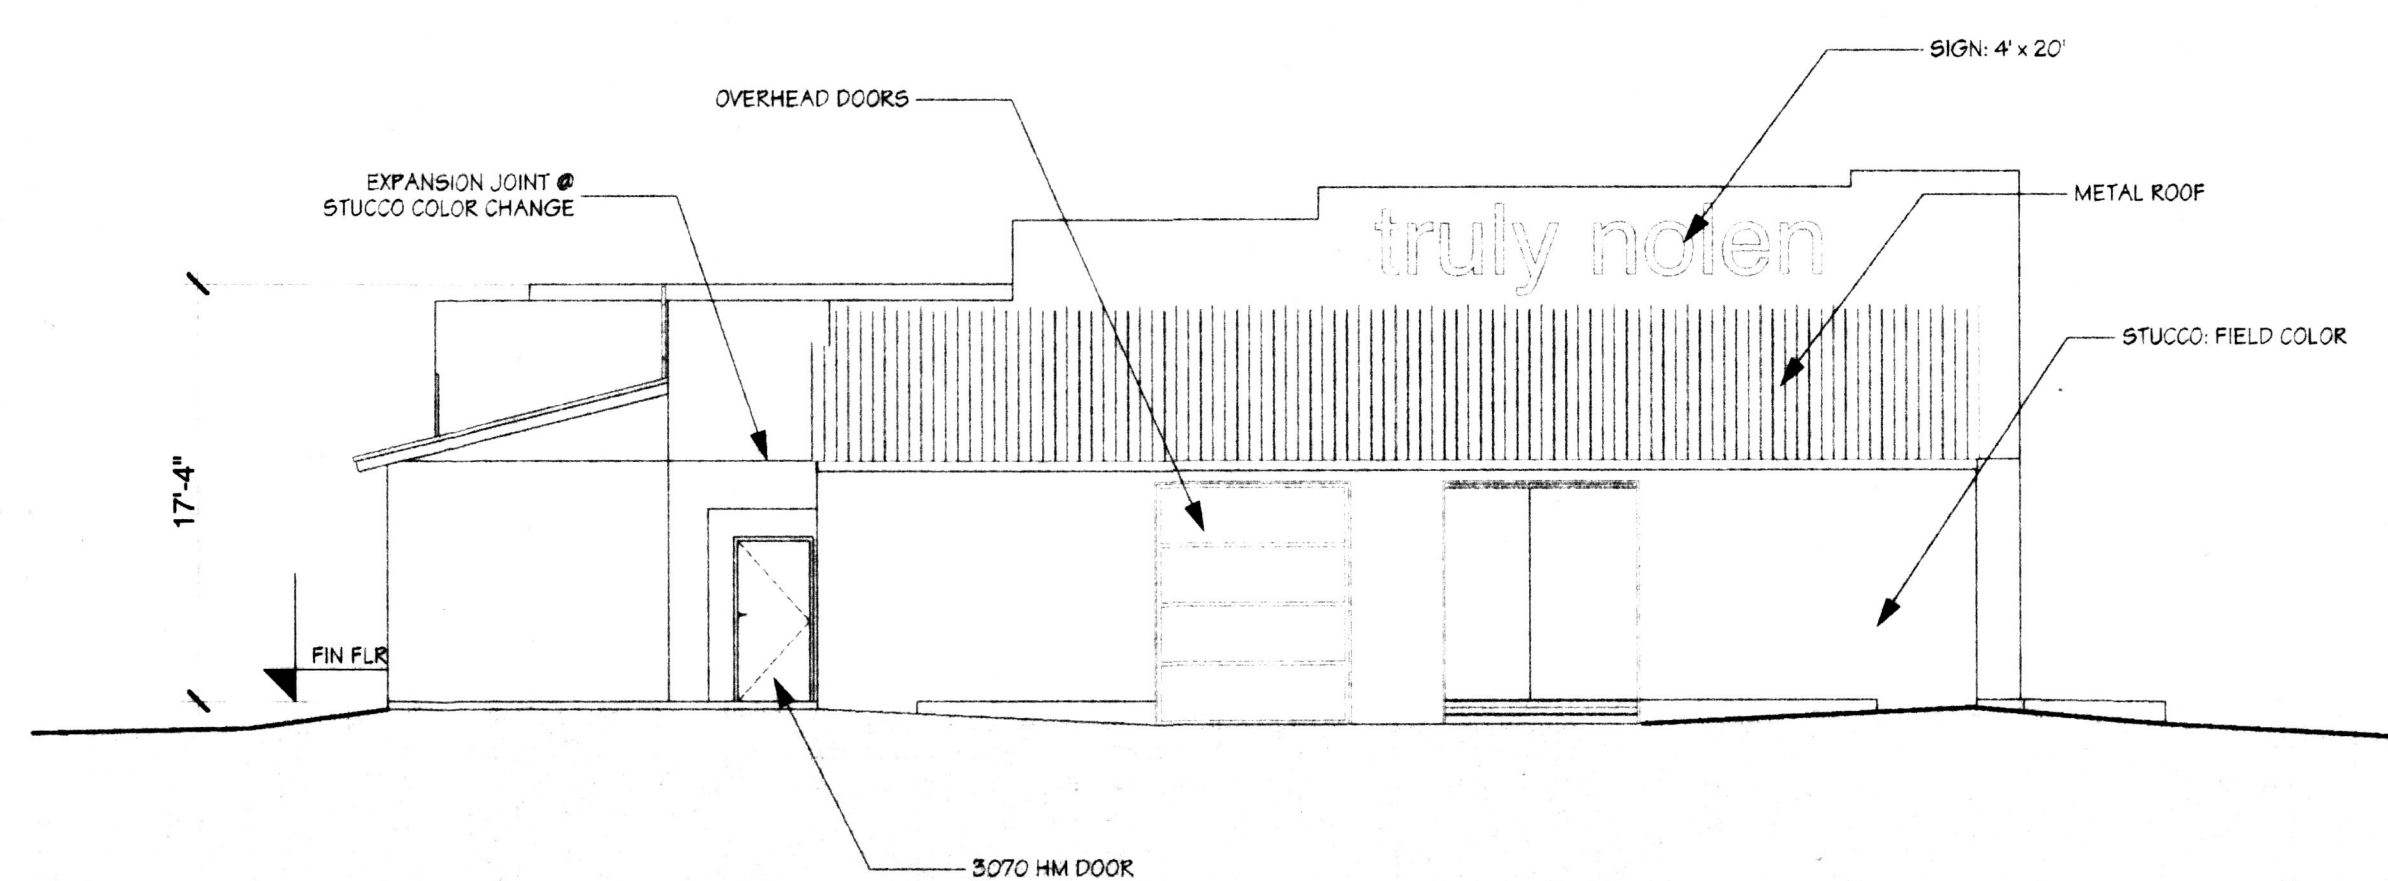 SIGN: 4' x 20'
OVERHEAD DOORS
EXPANSION JOINT @
STUCCO COLOR CHANGE
METAL ROOF
truly nolen
STUCCO: FIELD COLOR
17'-4"
FIN FLR
3070 HM DOOR